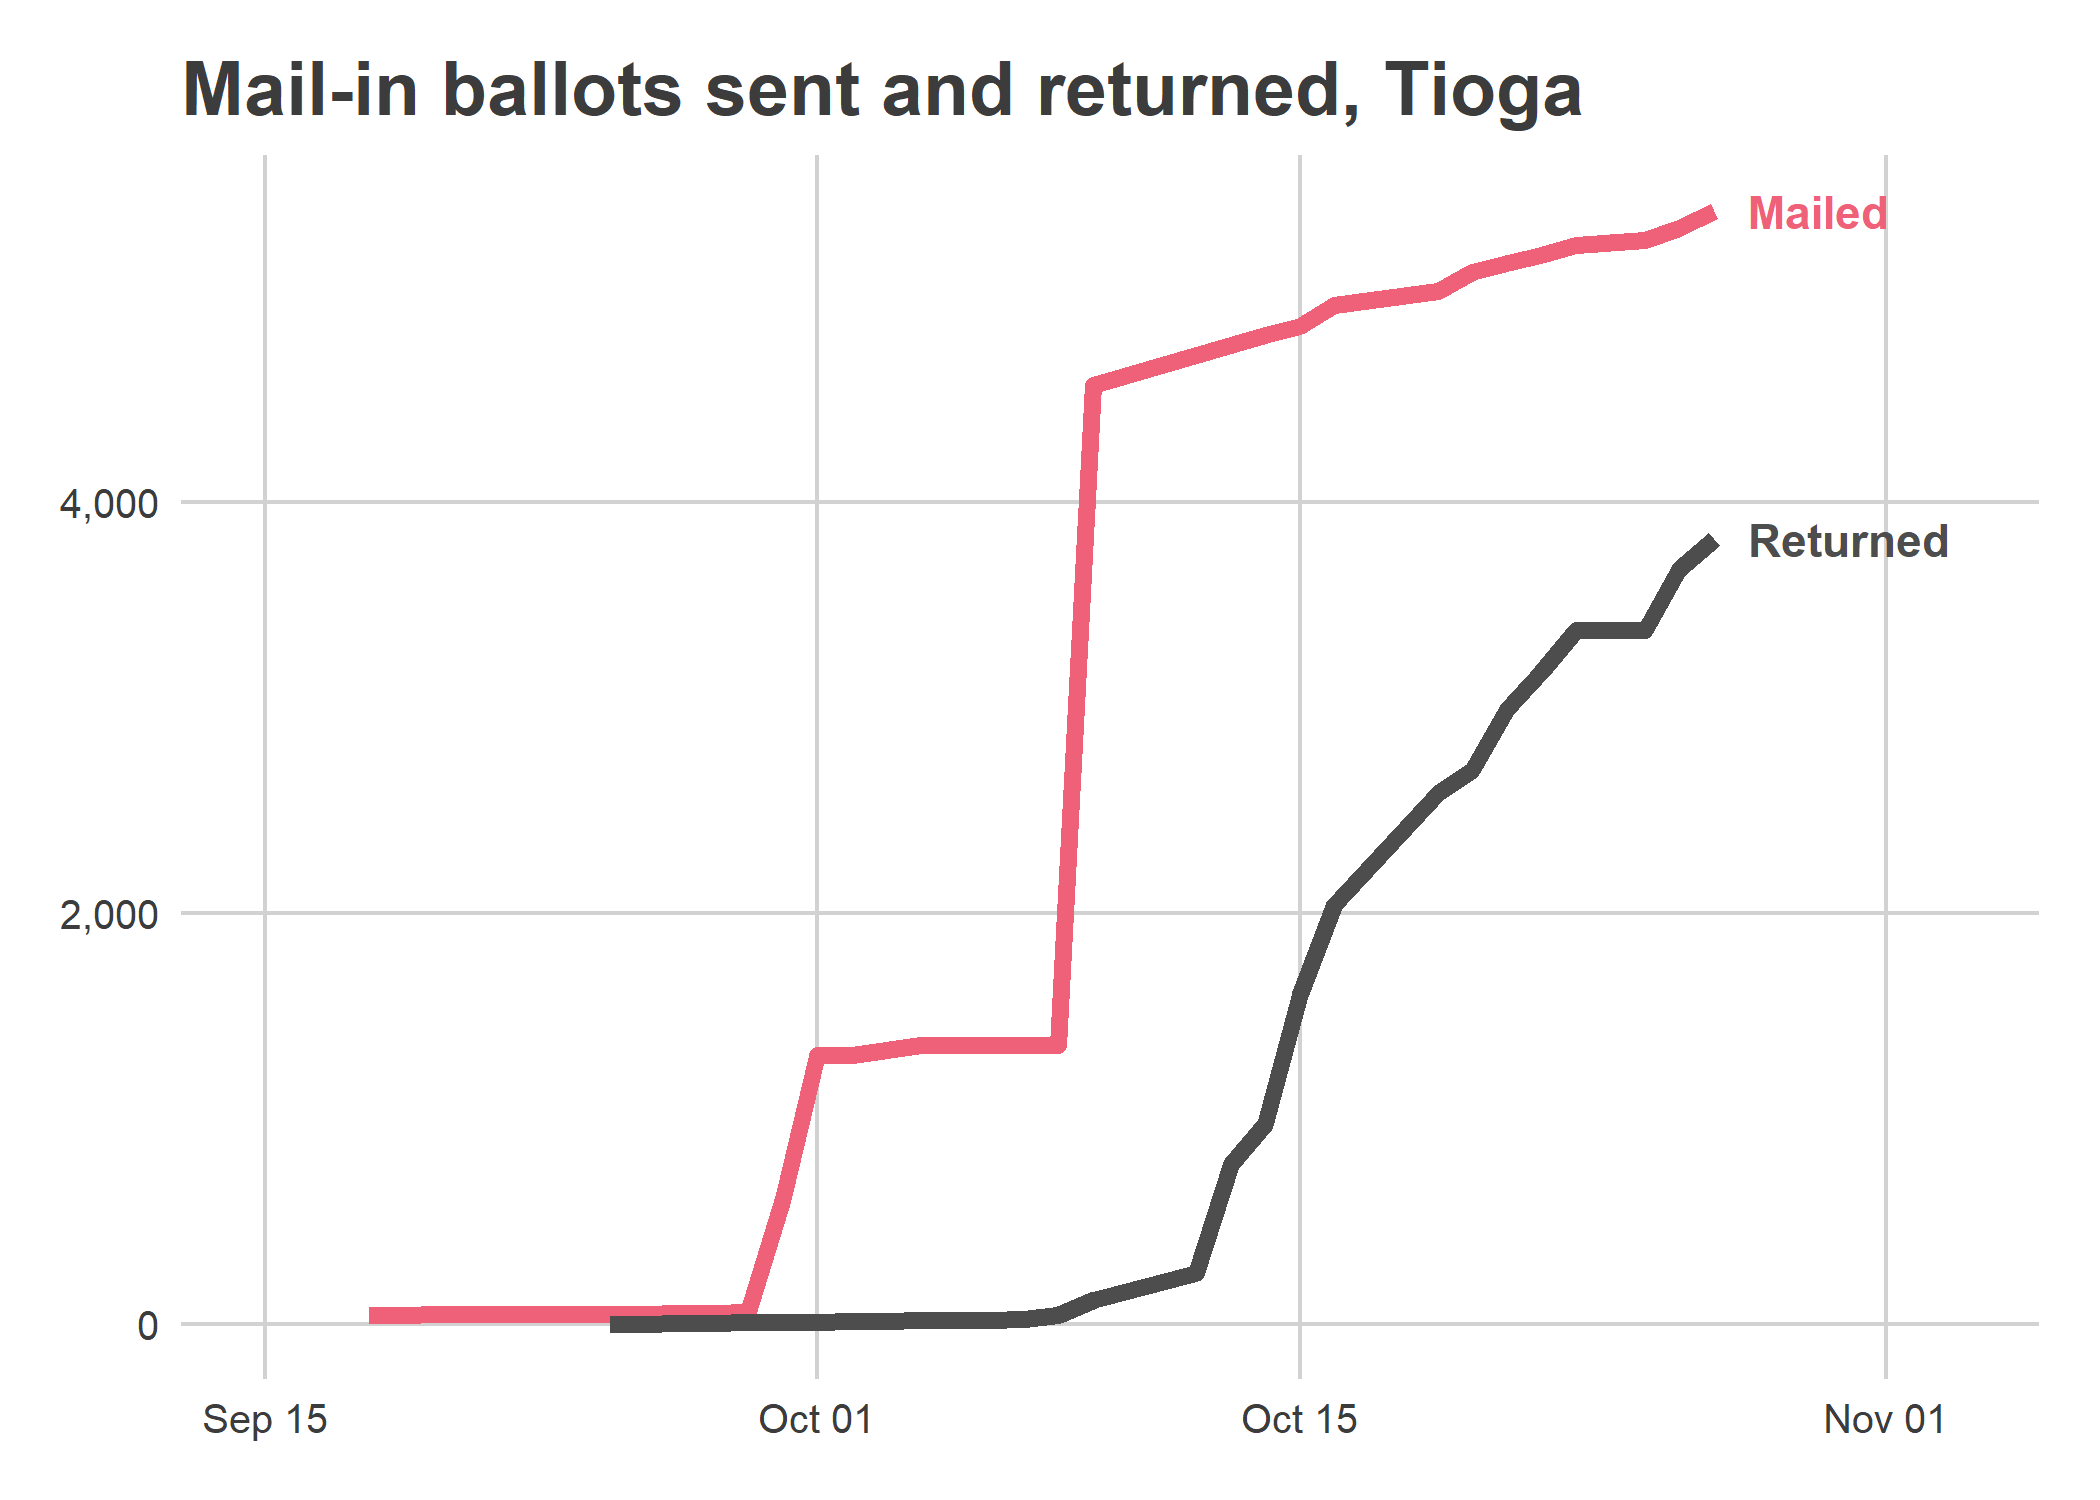 Mail-in ballots sent and returned, Tioga
Mailed
4,000
Returned
2,000
0
Sep 15
Oct 01
Oct 15
Nov 01